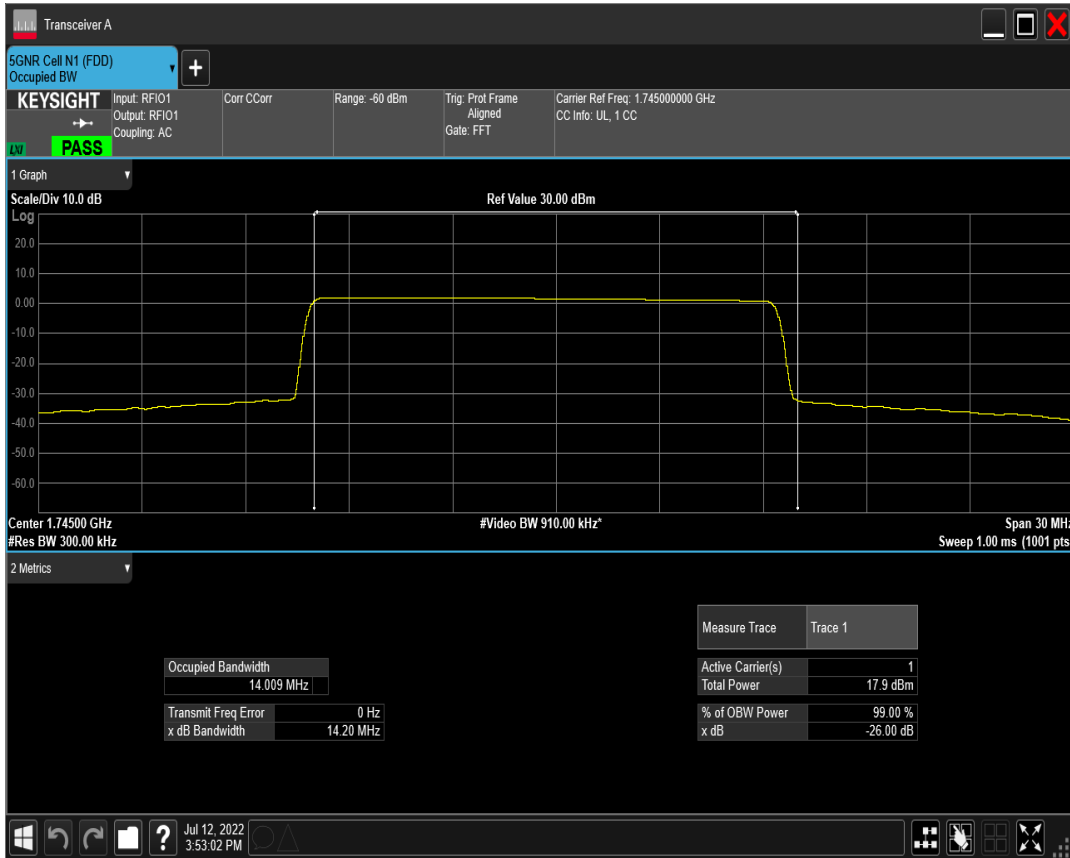 Transceiver A
5GNR Cell N1 (FDD)
Occupied BW
+
KEYSIGHT
LXI
PASS
Input: RFIO1
Output: RFIO1
Coupling: AC
Corr CCorr
Range: -60 dBm
Trig: Prot Frame
Aligned
Gate: FFT
Carrier Ref Freq: 1.745000000 GHz
CC Info: UL, 1 CC
1 Graph
Scale/Div 10.0 dB
Ref Value 30.00 dBm
Log
20.0
10.0
0.00
-10.0
-20.0
-30.0
-40.0
-50.0
-60.0
Center 1.74500 GHz
#Video BW 910.00 kHz*
Span 30 MHz
#Res BW 300.00 kHz
Sweep 1.00 ms (1001 pts
2 Metrics
Measure Trace Trace 1
Occupied Bandwidth
14.009 MHz
Transmit Freq Error 0 Hz
x dB Bandwidth 14.20 MHz
Active Carrier(s) 1
Total Power 17.9 dBm
% of OBW Power 99.00 %
x dB -26.00 dB
?
Jul 12, 2022
3:53:02 PM